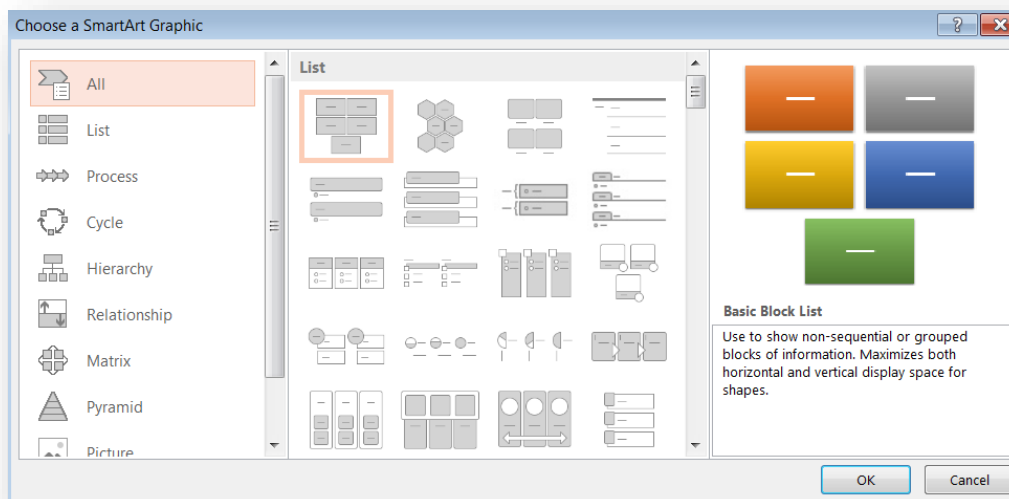 Choose a SmartArt Graphic
All
List
Process
Cycle
Hierarchy
Relationship
Matrix
Pyramid
Picture
List
Basic Block List
Use to show non-sequential or grouped
blocks of information. Maximizes both
horizontal and vertical display space for
shapes.
OK
Cancel